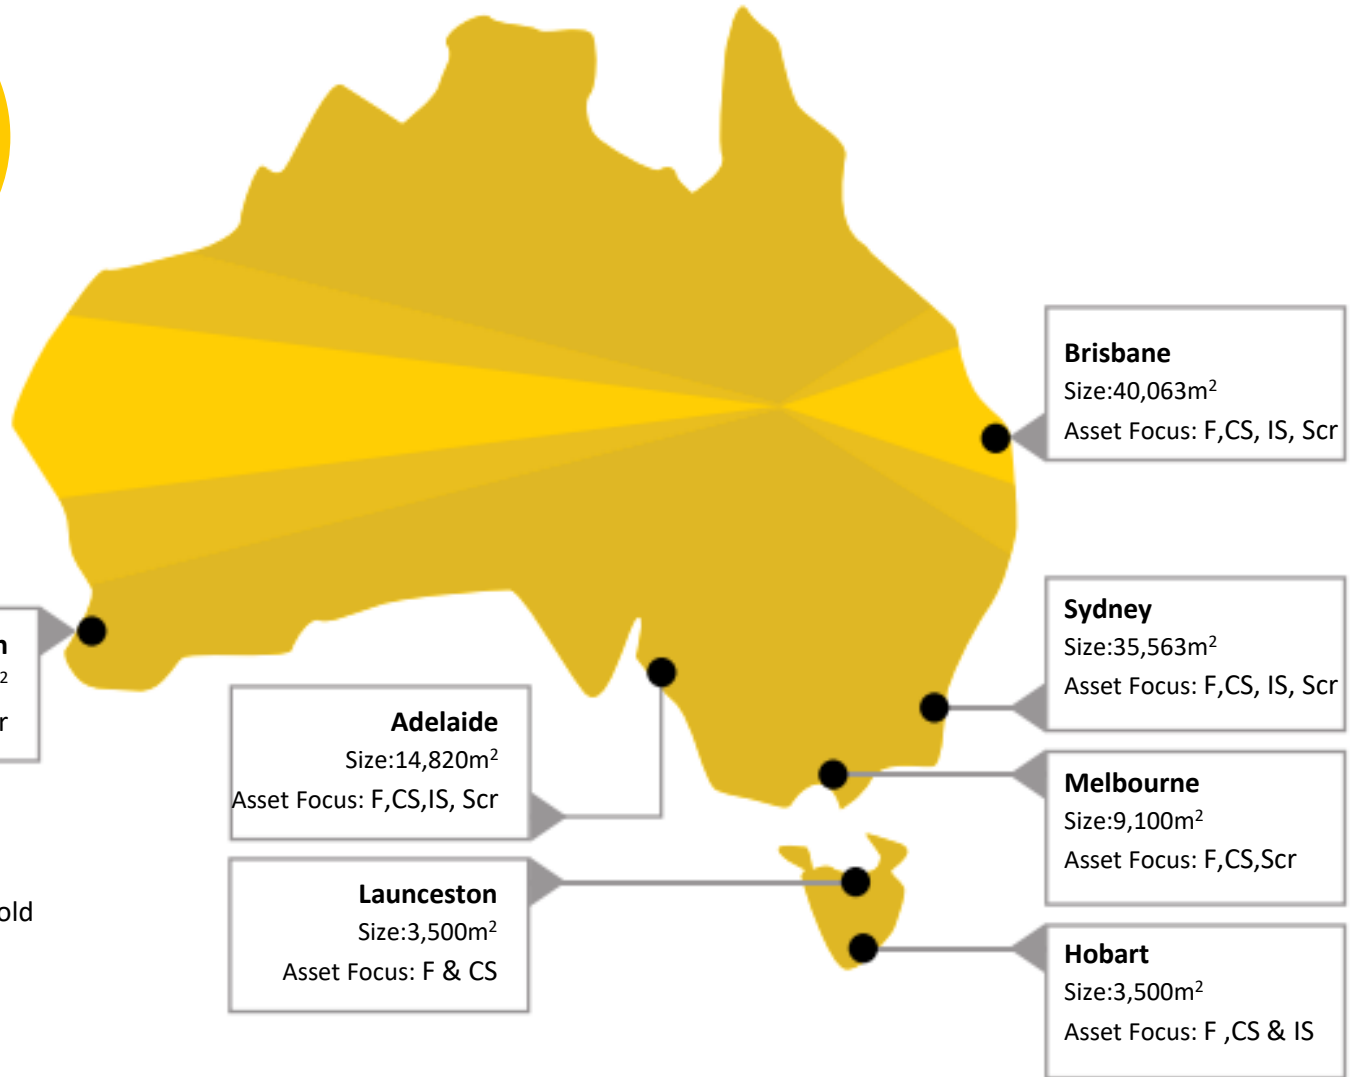 Brisbane
Size:40,063m²
Asset Focus: F,CS, IS, Scr
Sydney
Size:35,563m²
Asset Focus: F,CS, IS, Scr
n
2
r
Adelaide
Size:14,820m²
Asset Focus: F,CS,IS, Scr
Melbourne
Size:9,100m²
Asset Focus: F,CS,Scr
Launceston
Size:3,500m²
Asset Focus: F & CS
old
Hobart
Size:3,500m²
Asset Focus: F ,CS & IS